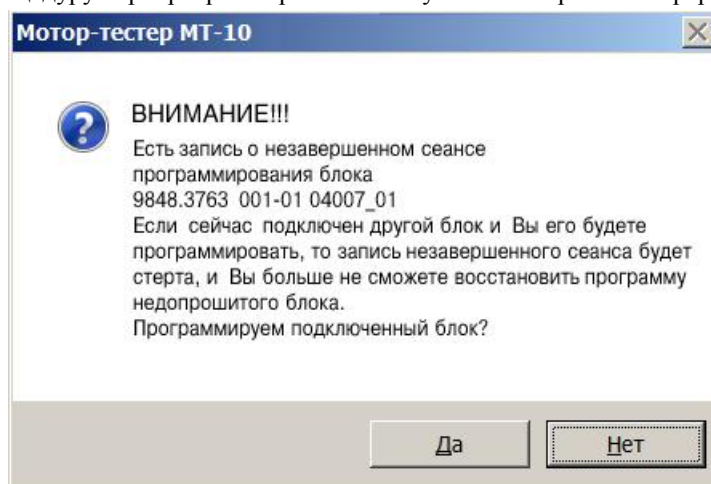 Мотор-тестер МТ-10
ВНИМАНИЕ!!!
Есть запись о незавершенном сеансе
программирования блока
9848.3763 001-01 04007_01
Если сейчас подключен другой блок и Вы его будете
программировать, то запись незавершенного сеанса будет
стерта, и Вы больше не сможете восстановить программу
недопрошитого блока.
Программируем подключенный блок?
Да
Нет